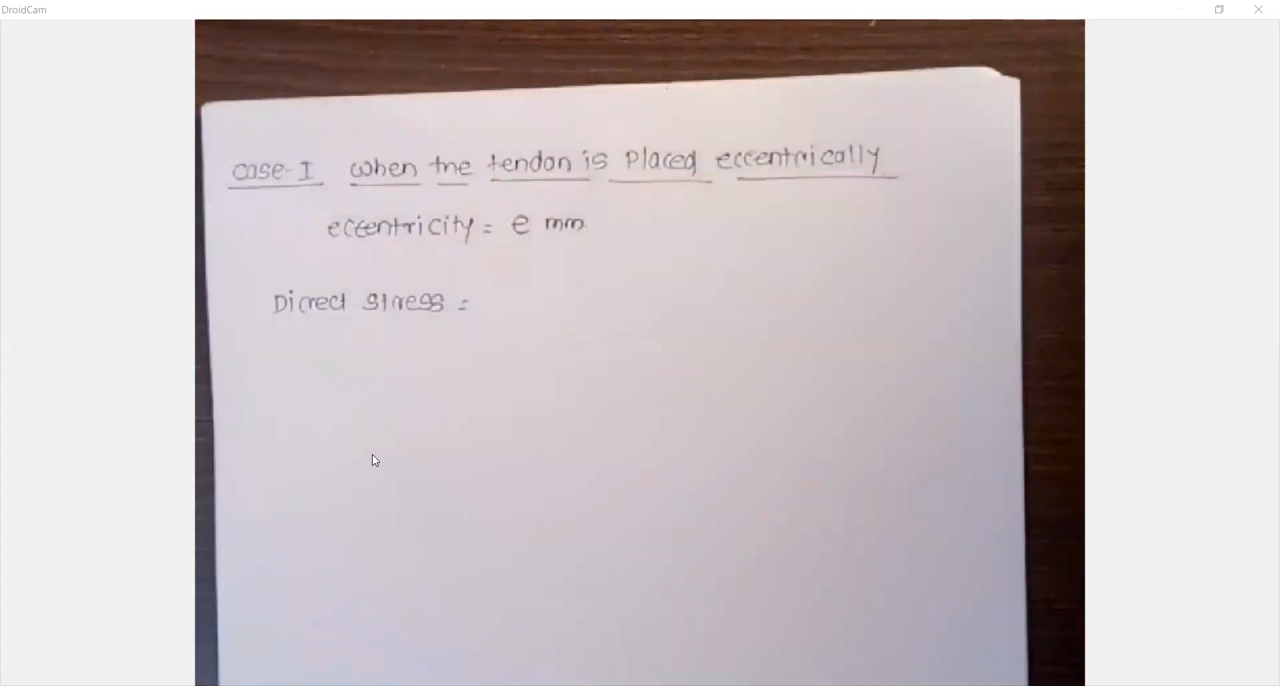 DroidCam
Case-I When the tendon is Placed eccentrically
eccentricity = e mm
Direct stress =